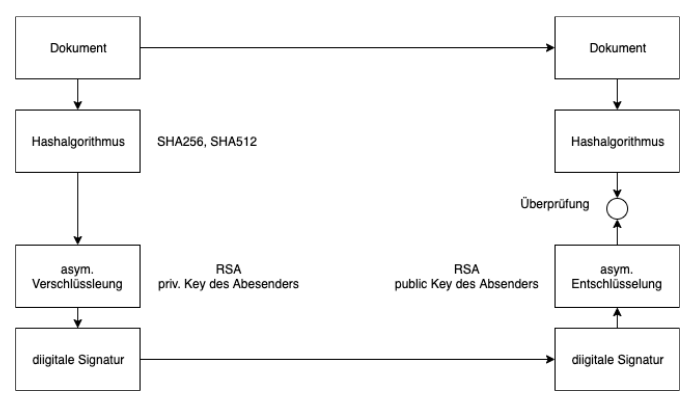 Dokument
Dokument
Hashalgorithmus
SHA256, SHA512
Hashalgorithmus
Überprüfung
asym.
Verschlüssleung
RSA
priv. Key des Abesenders
RSA
public Key des Absenders
asym.
Entschlüsselung
diigitale Signatur
diigitale Signatur